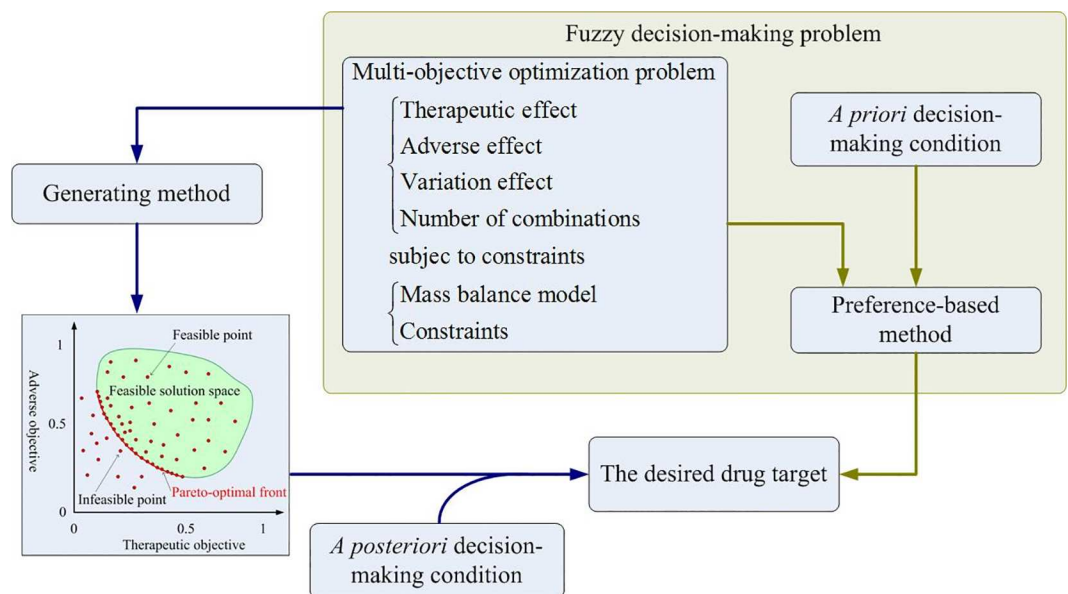 Fuzzy decision-making problem
Multi-objective optimization problem
Therapeutic effect
Adverse effect
Variation effect
Number of combinations
subjec to constraints
Mass balance model
Constraints
A priori decision-
making condition
Preference-based
method
Generating method
1
Feasible point
Feasible solution space
Adverse objective
0.5
Infeasible point
Pareto-optimal front
0
0
0.5
1
Therapeutic objective
The desired drug target
A posteriori decision-
making condition